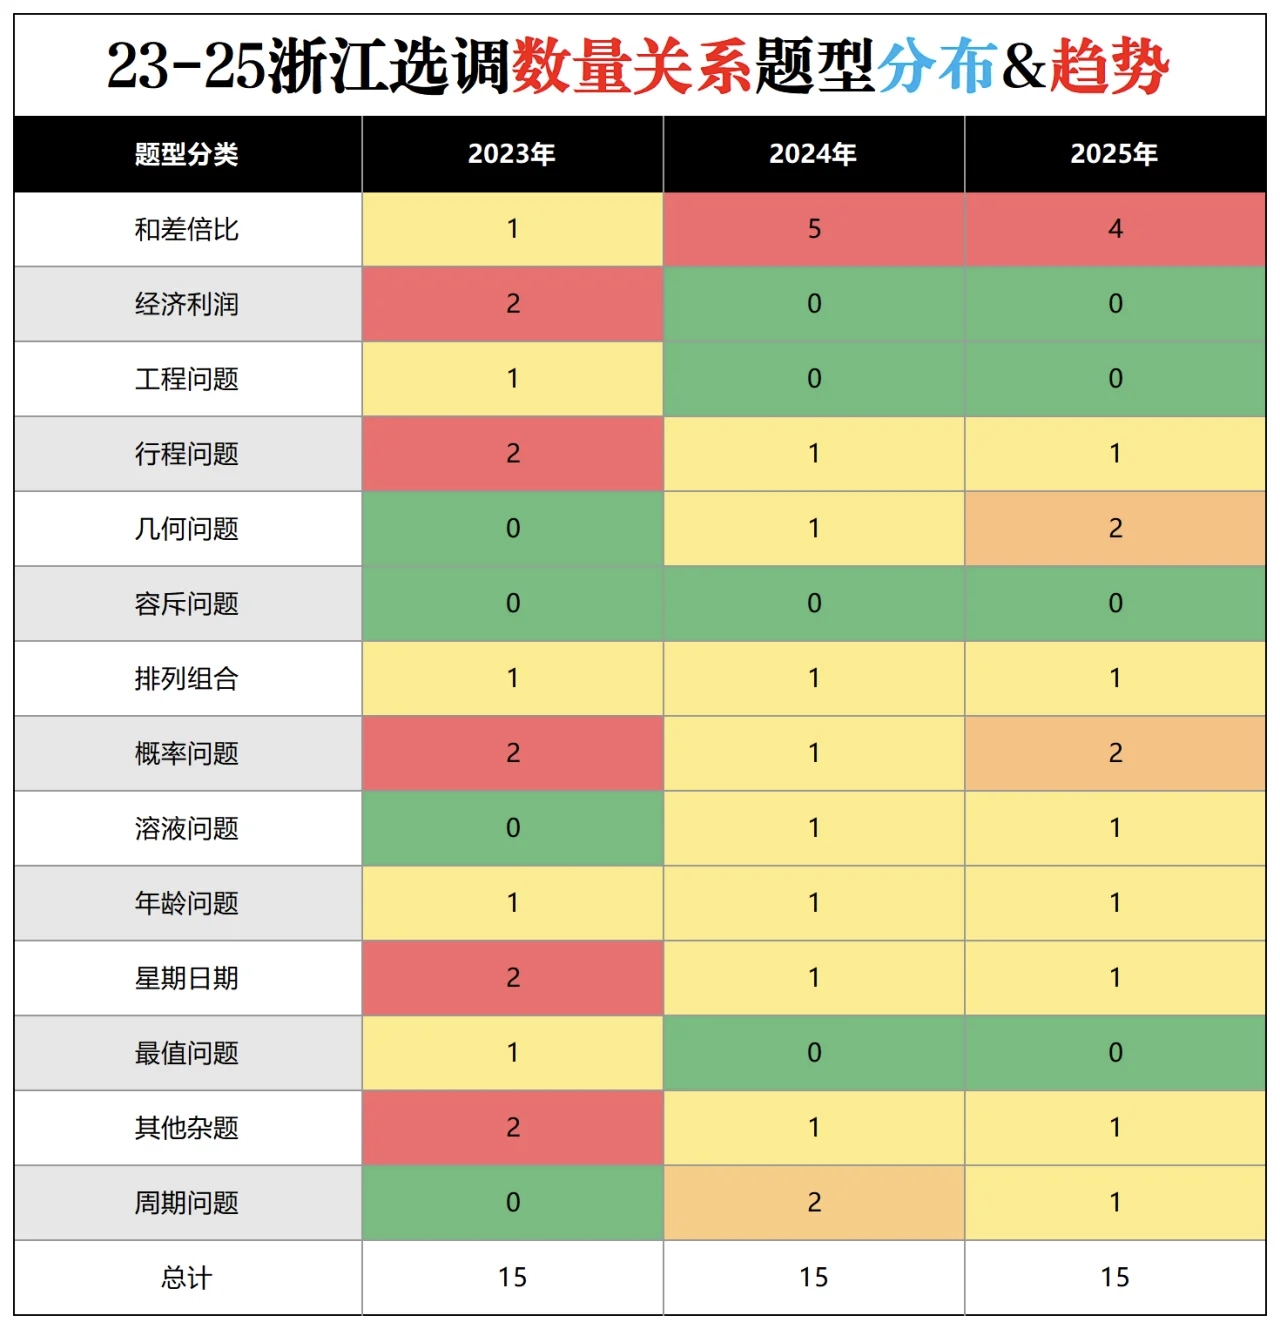 23-25浙江选调数量关系题型分布&趋势
题型分类 2023年 2024年 2025年
和差倍比 1 5 4
经济利润 2 0 0
工程问题 1 0 0
行程问题 2 1 1
几何问题 0 1 2
容斥问题 0 0 0
排列组合 1 1 1
概率问题 2 1 2
溶液问题 0 1 1
年龄问题 1 1 1
星期日期 2 1 1
最值问题 1 0 0
其他杂题 2 1 1
周期问题 0 2 1
总计 15 15 15